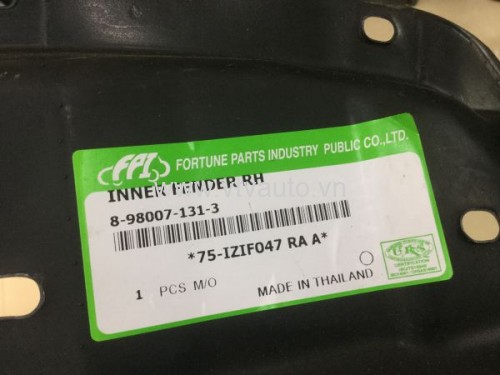 FPI FORTUNE PARTS INDUSTRY PUBLIC CO.,LTD.
INNER FENDER RH
8-98007-131-3
*75-IZIF047 RA A*
1 PCS M/O MADE IN THAILAND